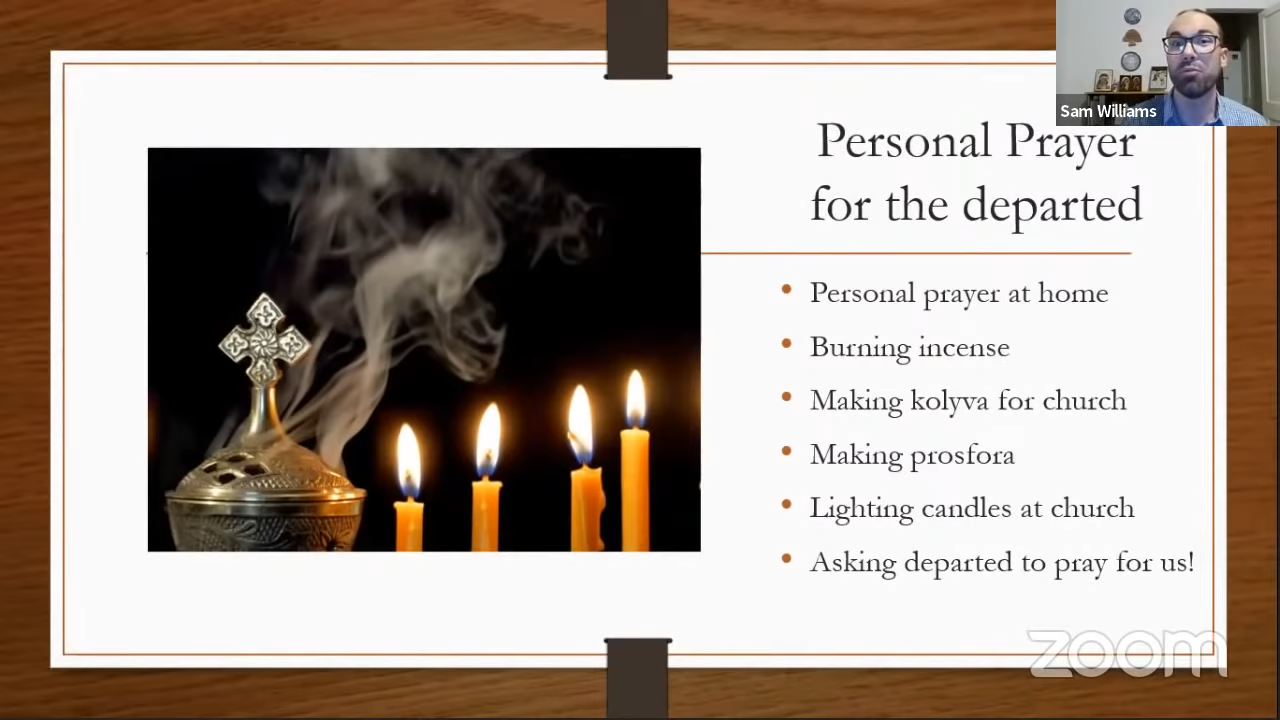 Sam Williams
Personal Prayer
for the departed
• Personal prayer at home
• Burning incense
• Making kolyva for church
• Making prosfora
• Lighting candles at church
• Asking departed to pray for us!
zoom